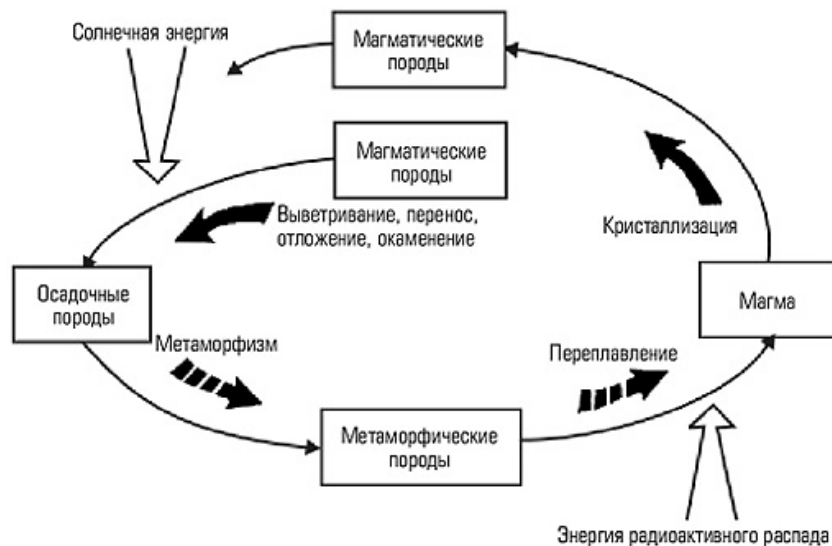 Солнечная энергия
Магматические
породы
Магматические
породы
Выветривание, перенос,
отложение, окаменение
Кристаллизация
Осадочные
породы
Магма
Метаморфизм
Переплавление
Метаморфические
породы
Энергия радиоактивного распада